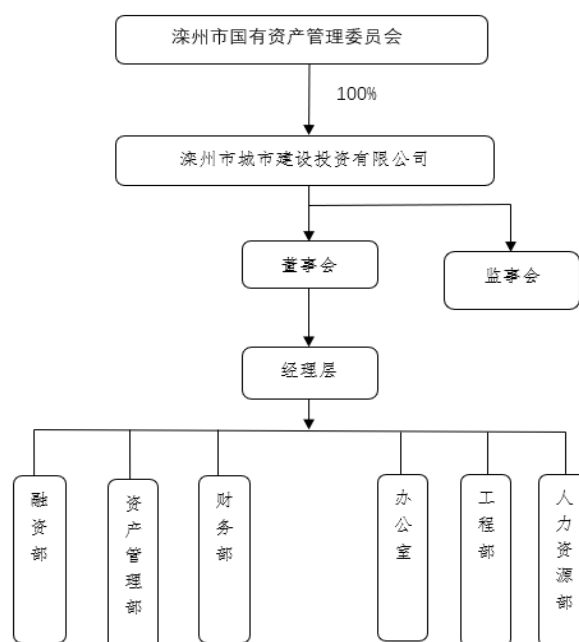 滦州市国有资产管理委员会
100%
滦州市城市建设投资有限公司
董事会
监事会
经理层
融资部
资产管理部
财务部
办公室
工程部
人力资源部